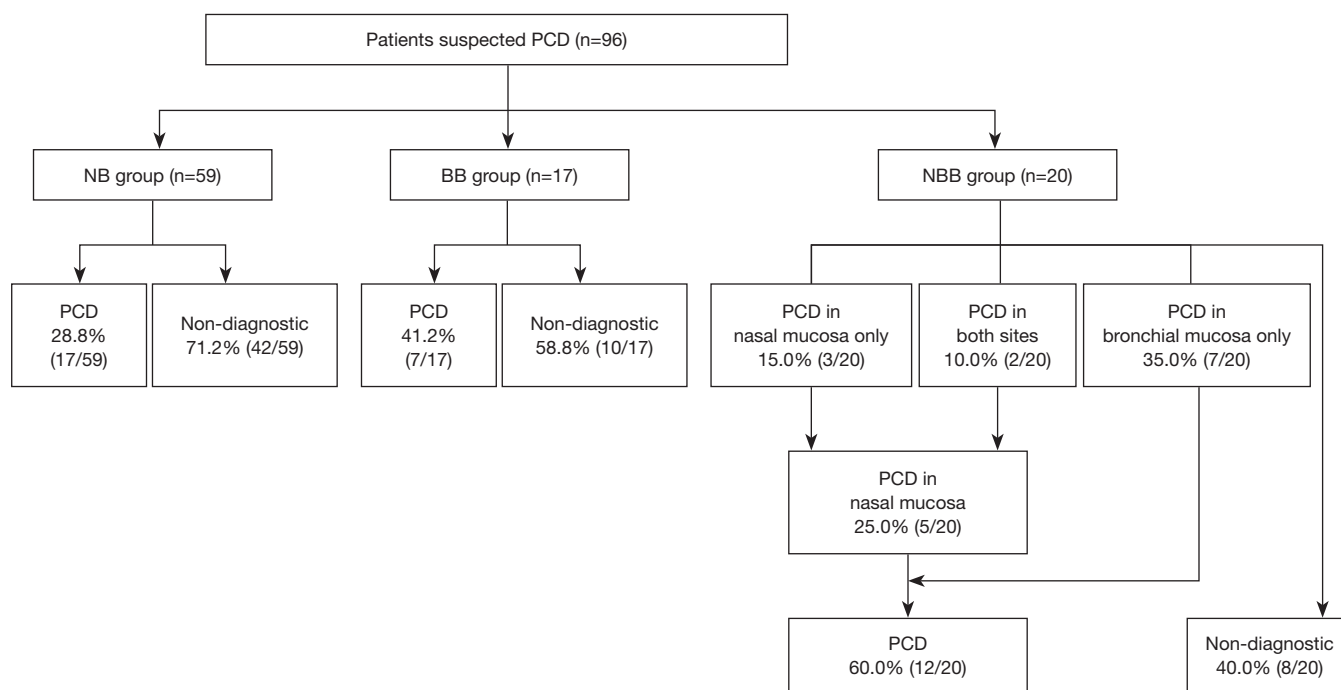 Patients suspected PCD (n=96)
NB group (n=59)
BB group (n=17)
NBB group (n=20)
PCD
28.8%
(17/59)
Non-diagnostic
71.2% (42/59)
PCD
41.2%
(7/17)
Non-diagnostic
58.8% (10/17)
PCD in
nasal mucosa only
15.0% (3/20)
PCD in
both sites
10.0% (2/20)
PCD in
bronchial mucosa only
35.0% (7/20)
PCD in
nasal mucosa
25.0% (5/20)
PCD
60.0% (12/20)
Non-diagnostic
40.0% (8/20)